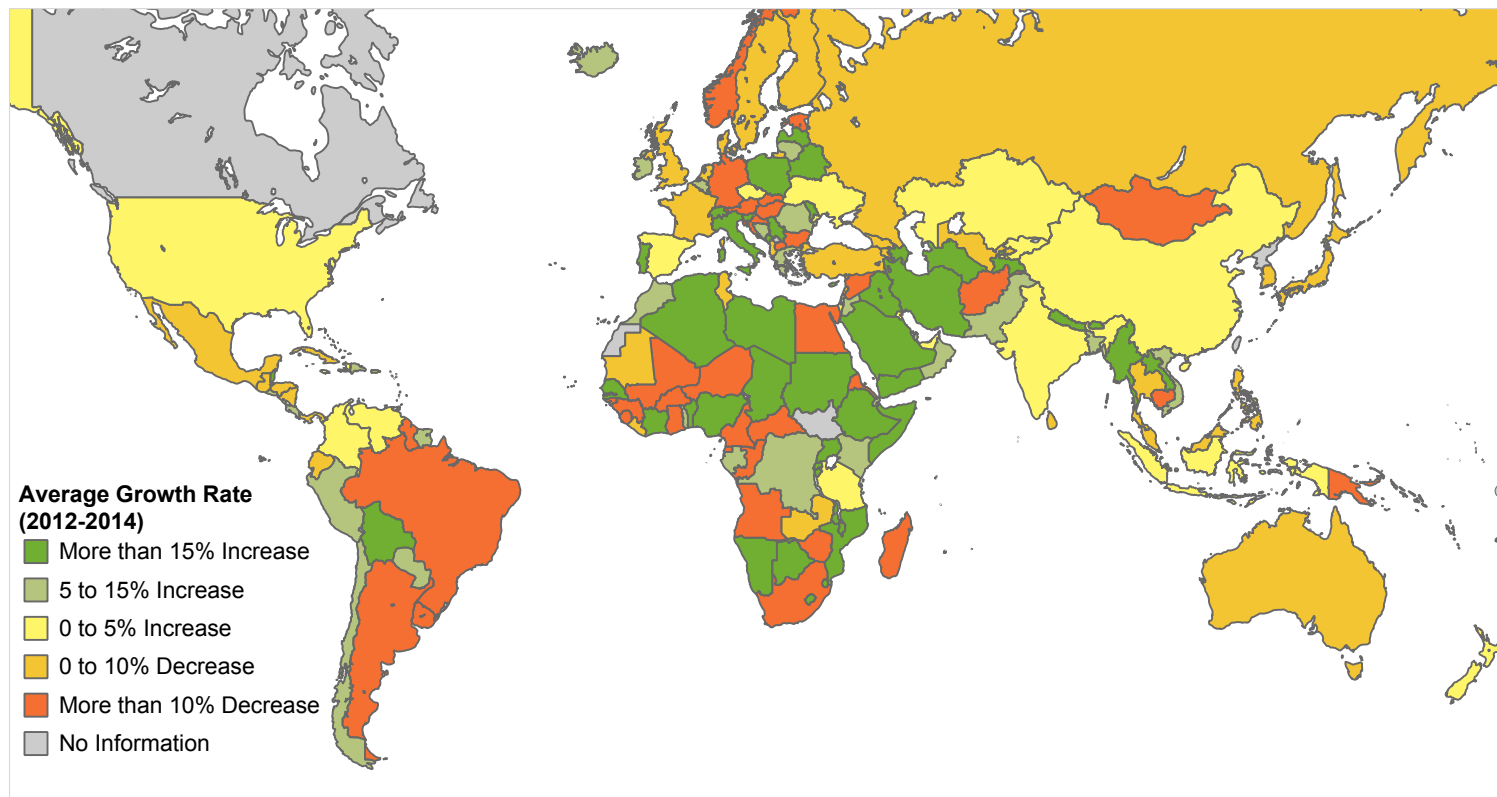 Average Growth Rate
(2012-2014)
More than 15% Increase
5 to 15% Increase
0 to 5% Increase
0 to 10% Decrease
More than 10% Decrease
No Information